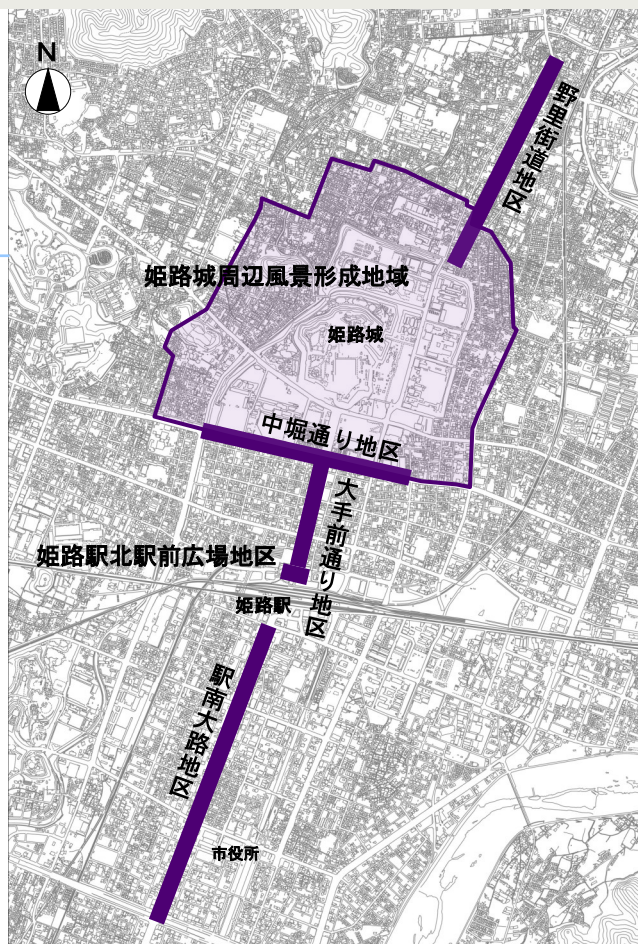 N
野里街道地区
姫路城周辺風景形成地域
姫路城
中堀通り地区
大手前通り地区
姫路駅北駅前広場地区
姫路駅
駅南大路地区
市役所